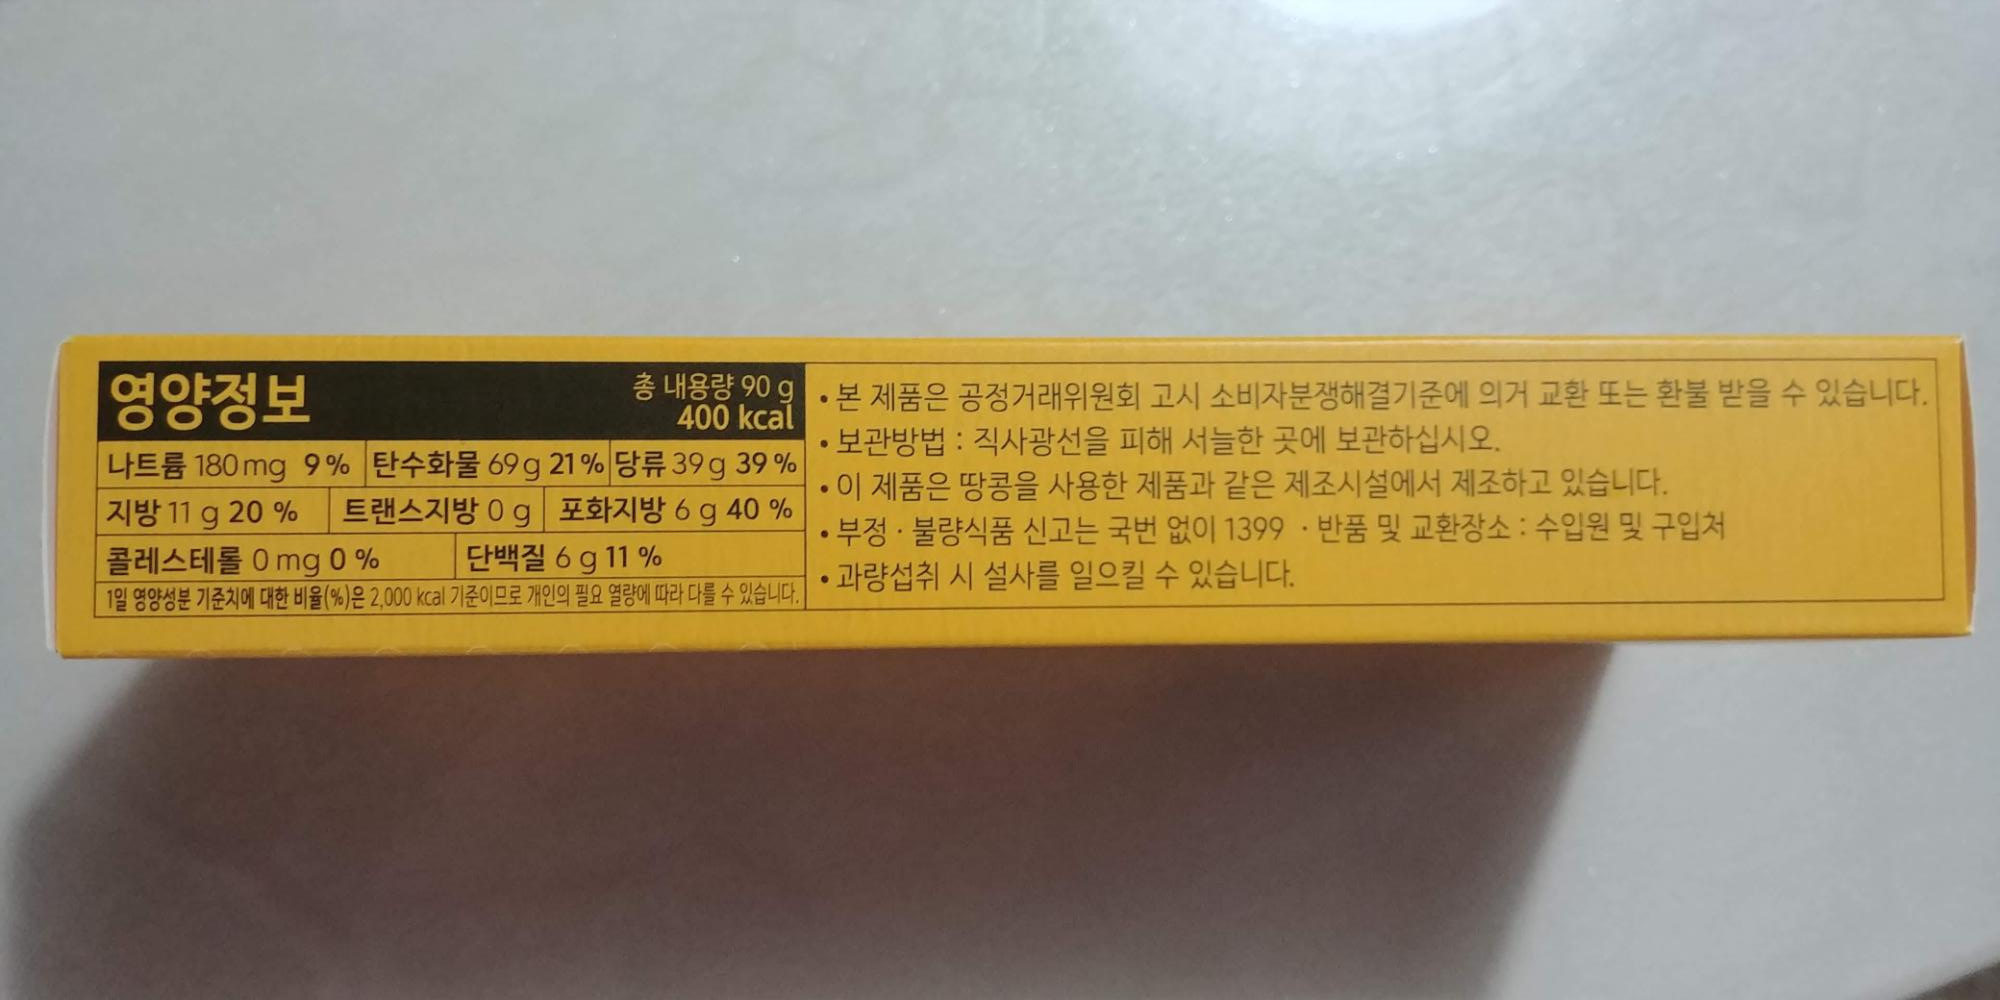 영양정보
총 내용량 90 g
400 kcal
나트륨 180 mg 9 % 탄수화물 69 g 21 % 당류 39 g 39 %
지방 11 g 20 % 트랜스지방 0 g 포화지방 6 g 40 %
콜레스테롤 0 mg 0 % 단백질 6 g 11 %
1일 영양성분 기준치에 대한 비율(%)은 2,000 kcal 기준이므로 개인의 필요 열량에 따라 다를 수 있습니다.
• 본 제품은 공정거래위원회 고시 소비자분쟁해결기준에 의거 교환 또는 환불 받을 수 있습니다.
• 보관방법 : 직사광선을 피해 서늘한 곳에 보관하십시오.
• 이 제품은 땅콩을 사용한 제품과 같은 제조시설에서 제조하고 있습니다.
• 부정 · 불량식품 신고는 국번 없이 1399 · 반품 및 교환장소 : 수입원 및 구입처
• 과량섭취 시 설사를 일으킬 수 있습니다.